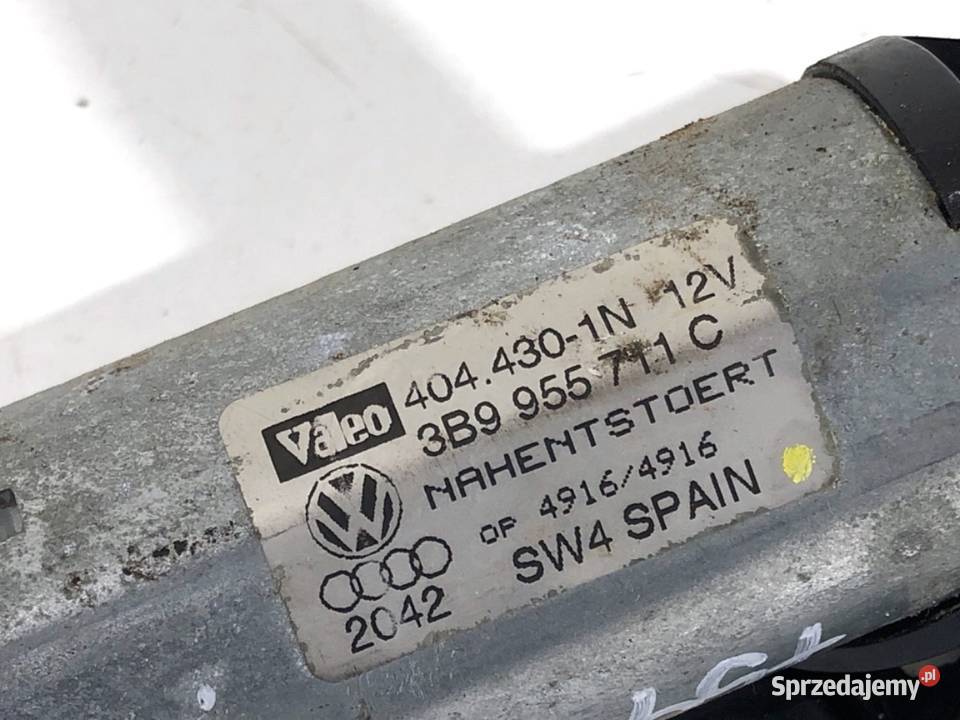 Valeo 404.430-1N 12V
3B9 955 711 C
NAHENTSTOERT
OF 4916/4916
2042 SW4 SPAIN
Sprzedajemy.pl